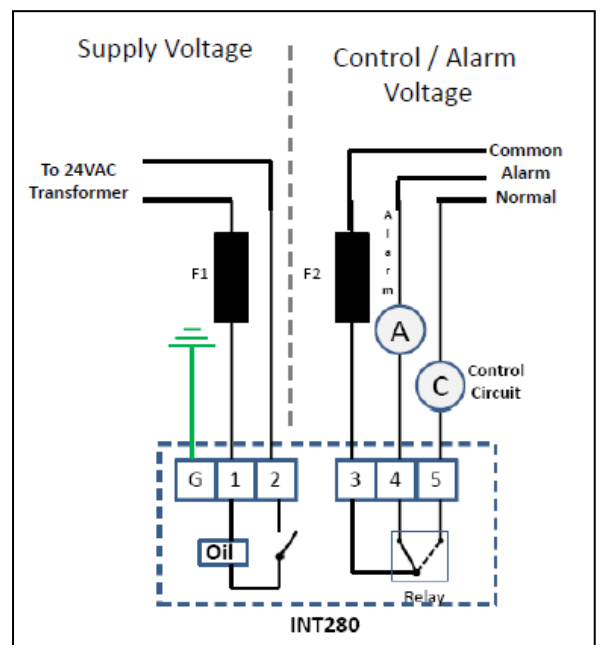 Supply Voltage
Control / Alarm
Voltage
To 24VAC
Transformer
Common
Alarm
Normal
F1
F2
Alarm
A
C
Control
Circuit
G 1 2 3 4 5
Oil
Relay
INT280